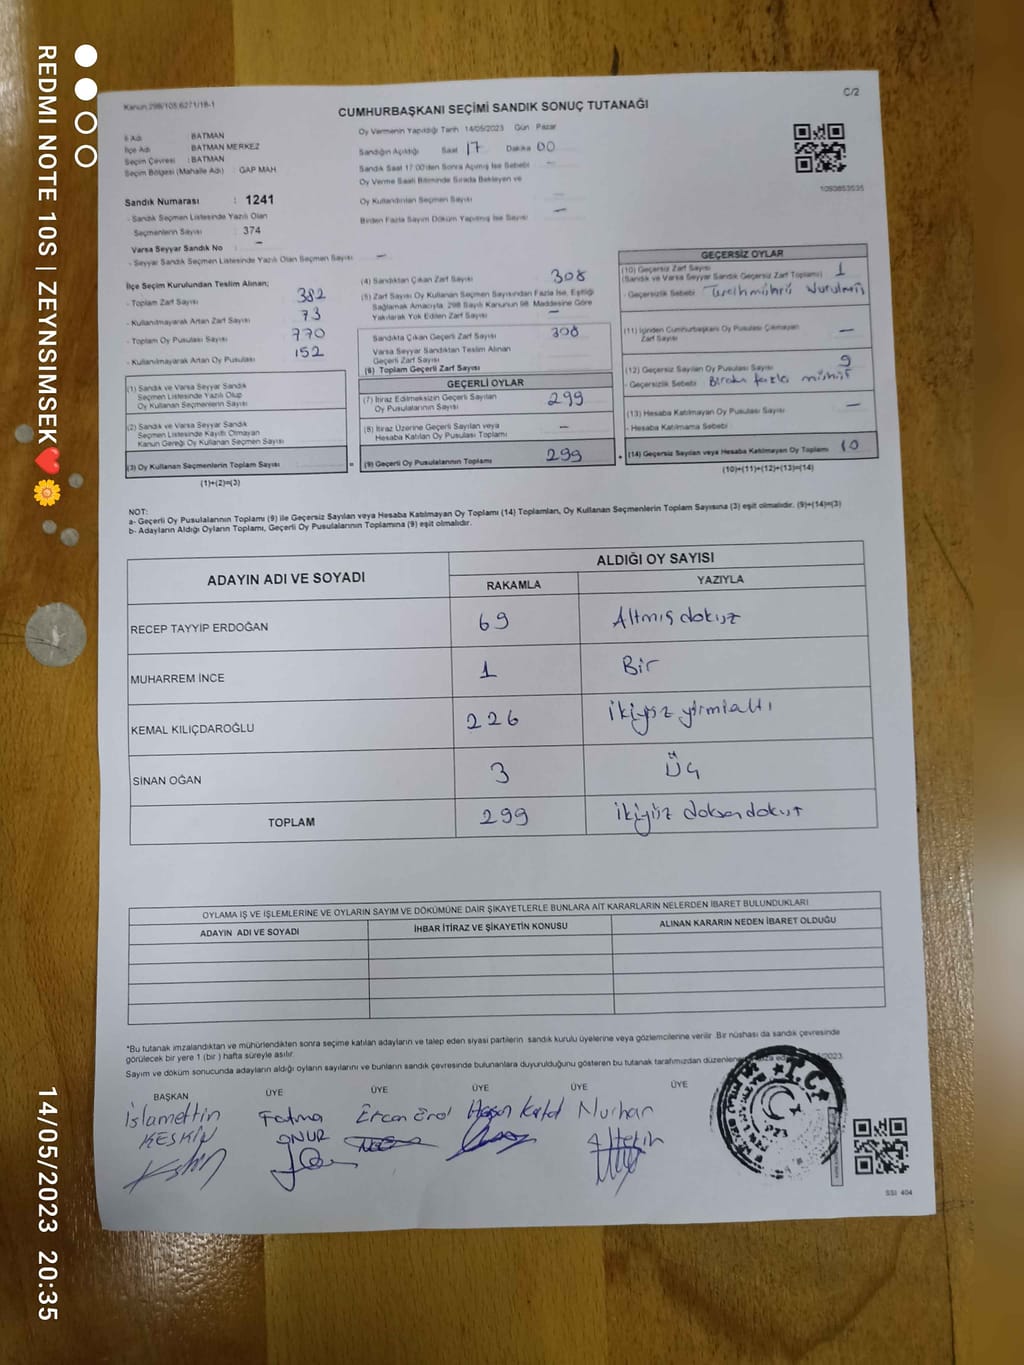 Kanun:298/105:6271/18-1
C/2
CUMHURBAŞKANI SEÇİMİ SANDIK SONUÇ TUTANAĞI
İl Adı : BATMAN
İlçe Adı : BATMAN MERKEZ
Seçim Çevresi : BATMAN
Seçim Bölgesi (Mahalle Adı) : GAP MAH.
Oy Vermenin Yapıldığı Tarih 14/05/2023 Gün Pazar
Sandığın Açıldığı Saat 17 Dakika 00
Sandık Saat 17:00'den Sonra Açılmış İse Sebebi —
Oy Verme Saati Bitiminde Sırada Bekleyen ve
Oy Kullandırılan Seçmen Sayısı —
Birden Fazla Sayım Döküm Yapılmış İse Sayısı —
Sandık Numarası : 1241
- Sandık Seçmen Listesinde Yazılı Olan
Seçmenlerin Sayısı : 374
Varsa Seyyar Sandık No : —
- Seyyar Sandık Seçmen Listesinde Yazılı Olan Seçmen Sayısı —
İlçe Seçim Kurulundan Teslim Alınan;
- Toplam Zarf Sayısı 382
- Kullanılmayarak Artan Zarf Sayısı 73
- Toplam Oy Pusulası Sayısı 770
- Kullanılmayarak Artan Oy Pusulası 152
(1) Sandık ve Varsa Seyyar Sandık
Seçmen Listesinde Yazılı Olup
Oy Kullanan Seçmenlerin Sayısı
(2) Sandık ve Varsa Seyyar Sandık
Seçmen Listesinde Kayıtlı Olmayan
Kanun Gereği Oy Kullanan Seçmen Sayısı
(3) Oy Kullanan Seçmenlerin Toplam Sayısı =
(1)+(2)=(3)
(4) Sandıktan Çıkan Zarf Sayısı 308
(5) Zarf Sayısı Oy Kullanan Seçmen Sayısından Fazla İse, Eşitliği
Sağlamak Amacıyla, 298 Sayılı Kanunun 98. Maddesine Göre
Yakılarak Yok Edilen Zarf Sayısı —
Sandıkta Çıkan Geçerli Zarf Sayısı 308
Varsa Seyyar Sandıktan Teslim Alınan
Geçerli Zarf Sayısı
(6) Toplam Geçerli Zarf Sayısı
GEÇERLİ OYLAR
(7) İtiraz Edilmeksizin Geçerli Sayılan
Oy Pusulalarının Sayısı 299
(8) İtiraz Üzerine Geçerli Sayılan veya
Hesaba Katılan Oy Pusulası Toplamı —
(9) Geçerli Oy Pusulalarının Toplamı 299 +
1093853535
GEÇERSİZ OYLAR
(10) Geçersiz Zarf Sayısı 1
(Sandık ve Varsa Seyyar Sandık Geçersiz Zarf Toplamı)
- Geçersizlik Sebebi:
(11) İçinden Cumhurbaşkanı Oy Pusulası Çıkmayan
Zarf Sayısı —
(12) Geçersiz Sayılan Oy Pusulası Sayısı 9
- Geçersizlik Sebebi: Birden fazla mühür
(13) Hesaba Katılmayan Oy Pusulası Sayısı —
- Hesaba Katılmama Sebebi:
(14) Geçersiz Sayılan veya Hesaba Katılmayan Oy Toplamı 10
(10)+(11)+(12)+(13)=(14)
NOT:
a- Geçerli Oy Pusulalarının Toplamı (9) ile Geçersiz Sayılan veya Hesaba Katılmayan Oy Toplamı (14) Toplamları, Oy Kullanan Seçmenlerin Toplam Sayısına (3) eşit olmalıdır. (9)+(14)=(3)
b- Adayların Aldığı Oyların Toplamı, Geçerli Oy Pusulalarının Toplamına (9) eşit olmalıdır.
ADAYIN ADI VE SOYADI ALDIĞI OY SAYISI
RAKAMLA YAZIYLA
RECEP TAYYİP ERDOĞAN 69 Altmış dokuz
MUHARREM İNCE 1 Bir
KEMAL KILIÇDAROĞLU 226 ikiyüz yirmialtı
SİNAN OĞAN 3 Üç
TOPLAM 299 ikiyüz doksandokuz
OYLAMA İŞ VE İŞLEMLERİNE VE OYLARIN SAYIM VE DÖKÜMÜNE DAİR ŞİKAYETLERLE BUNLARA AİT KARARLARIN NELERDEN İBARET BULUNDUKLARI
ADAYIN ADI VE SOYADI İHBAR İTİRAZ VE ŞİKAYETİN KONUSU ALINAN KARARIN NEDEN İBARET OLDUĞU
*Bu tutanak imzalandıktan ve mühürlendikten sonra seçime katılan adayların ve talep eden siyasi partilerin sandık kurulu üyelerine veya gözlemcilerine verilir. Bir nüshası da sandık çevresinde
görülecek bir yere 1 (bir) hafta süreyle asılır.
Sayım ve döküm sonucunda adayların aldığı oyların sayılarını ve bunların sandık çevresinde bulunanlara duyurulduğunu gösteren bu tutanak tarafımızdan
BAŞKAN ÜYE ÜYE ÜYE ÜYE ÜYE
İslamettin Fatma Ercan Erol Hasan Nurhan
KESKİN ONUR
T.C.
SSI 404
REDMI NOTE 10S | ZEYNSIMSEK❤️🌼
14/05/2023 20:35